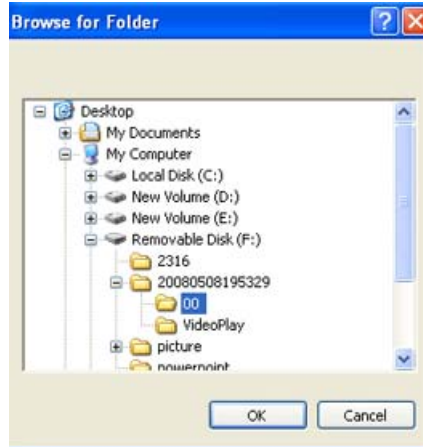 Browse for Folder
Desktop
My Documents
My Computer
Local Disk (C:)
New Volume (D:)
New Volume (E:)
Removable Disk (F:)
2316
20080508195329
00
VideoPlay
picture
powerpoint
OK Cancel